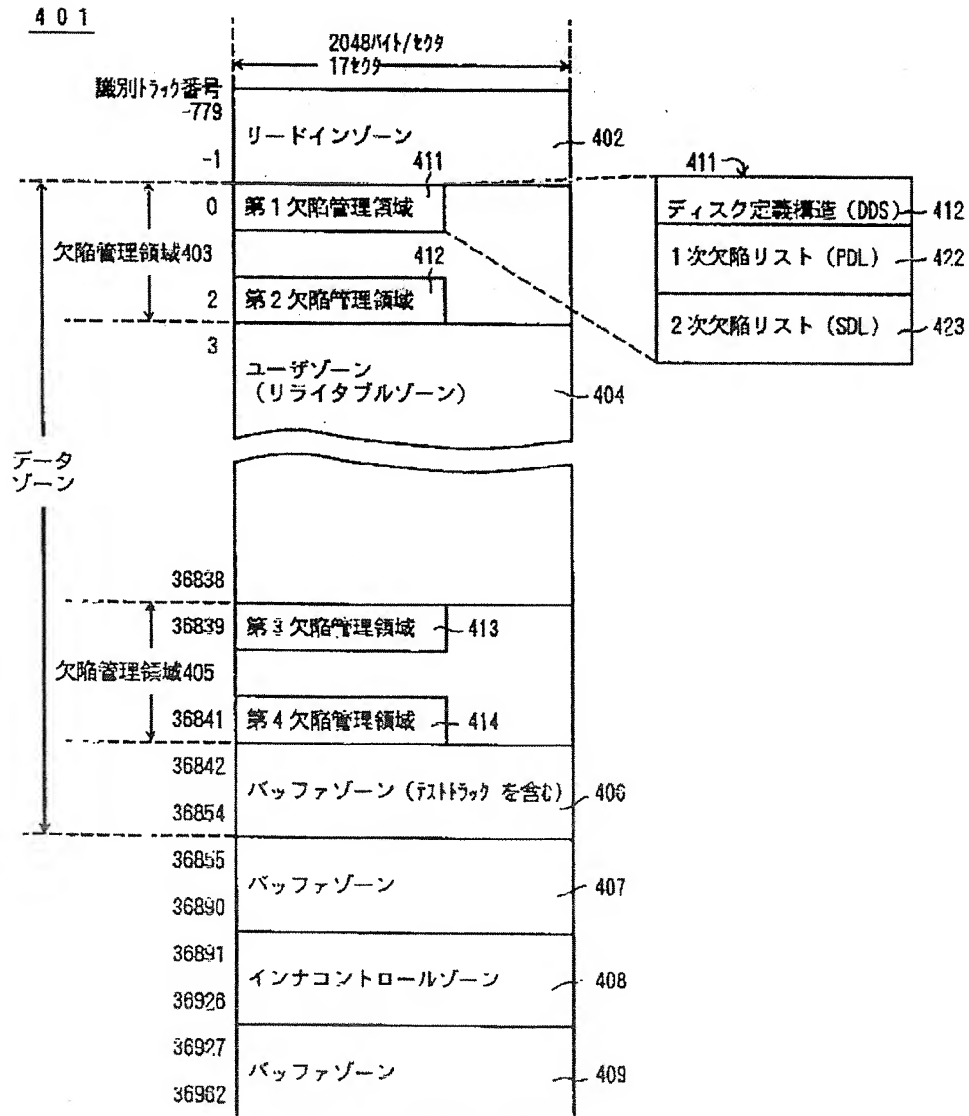 401
2048バイト/セクタ
17セクタ
識別トラック番号
-779
リードインゾーン
402
-1
411
411
0
第1欠陥管理領域
ディスク定義構造(DDS)
412
欠陥管理領域403
412
1次欠陥リスト(PDL)
422
2
第2欠陥管理領域
2次欠陥リスト(SDL)
423
3
ユーザゾーン
(リライタブルゾーン)
404
データ
ゾーン
36838
36839
第3欠陥管理領域
413
欠陥管理領域405
36841
第4欠陥管理領域
414
36842
バッファゾーン(テストトラック を含む)
406
36854
36855
バッファゾーン
407
36890
36891
インナコントロールゾーン
408
36926
36927
バッファゾーン
409
36962